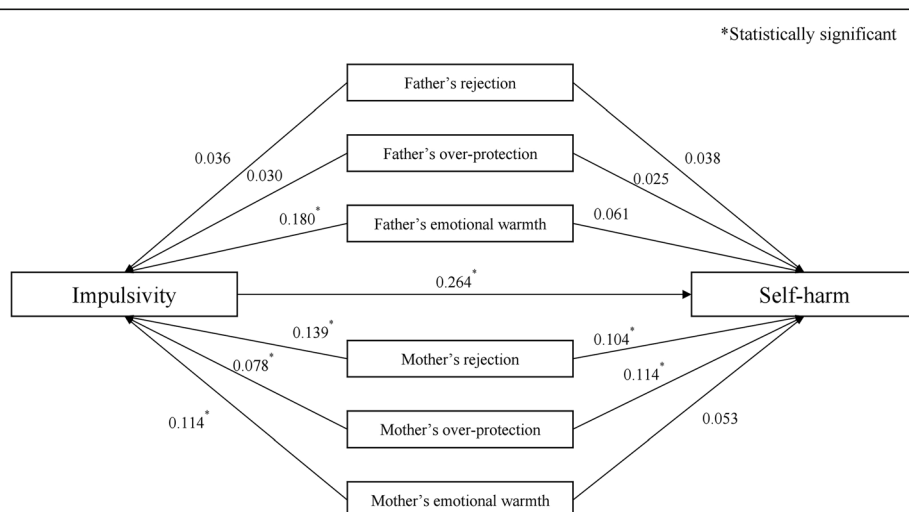 *Statistically significant
Father’s rejection
0.036
0.038
Father’s over-protection
0.030
0.025
Father’s emotional warmth
0.180*
0.061
Impulsivity
0.264*
Self-harm
0.139*
0.104*
Mother’s rejection
0.078*
0.114*
Mother’s over-protection
0.114*
0.053
Mother’s emotional warmth